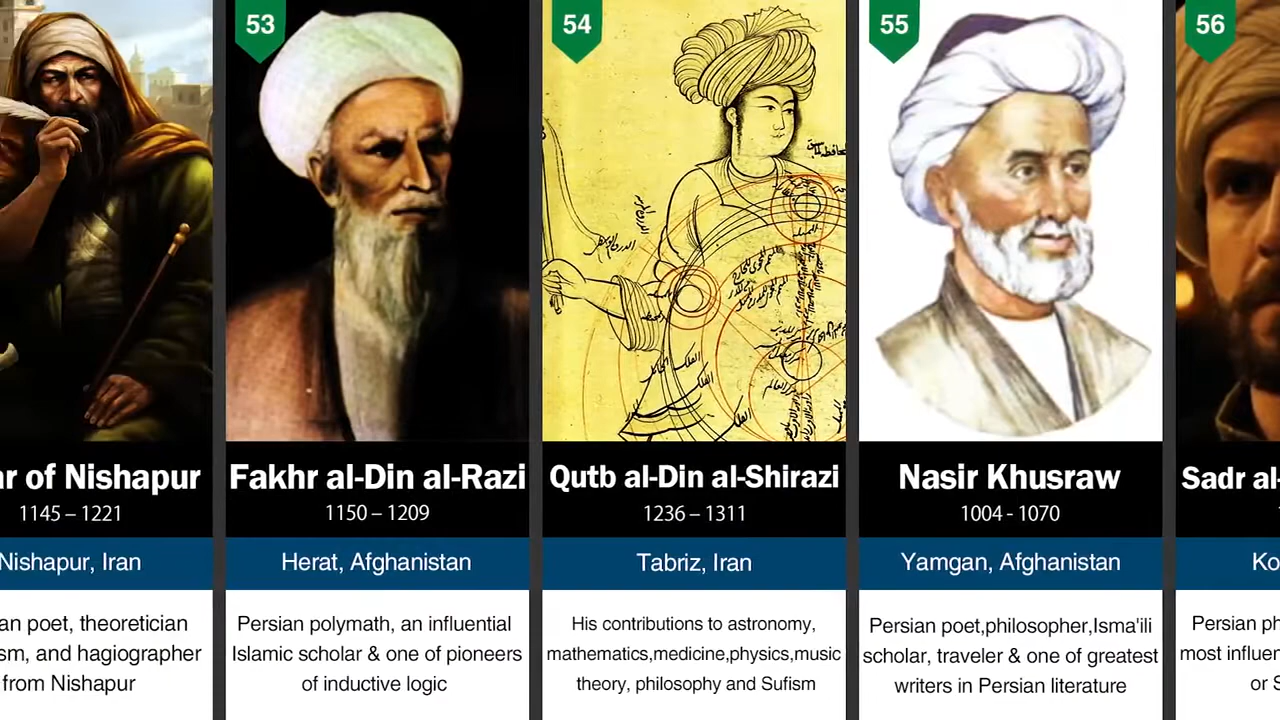 53
54
55
56
ar of Nishapur
1145 – 1221
Nishapur, Iran
an poet, theoretician
sm, and hagiographer
from Nishapur
Fakhr al-Din al-Razi
1150 – 1209
Herat, Afghanistan
Persian polymath, an influential
Islamic scholar & one of pioneers
of inductive logic
Qutb al-Din al-Shirazi
1236 – 1311
Tabriz, Iran
His contributions to astronomy,
mathematics,medicine,physics,music
theory, philosophy and Sufism
Nasir Khusraw
1004 - 1070
Yamgan, Afghanistan
Persian poet,philosopher,Isma'ili
scholar, traveler & one of greatest
writers in Persian literature
Sadr al-
Ko
Persian ph
most influen
or S